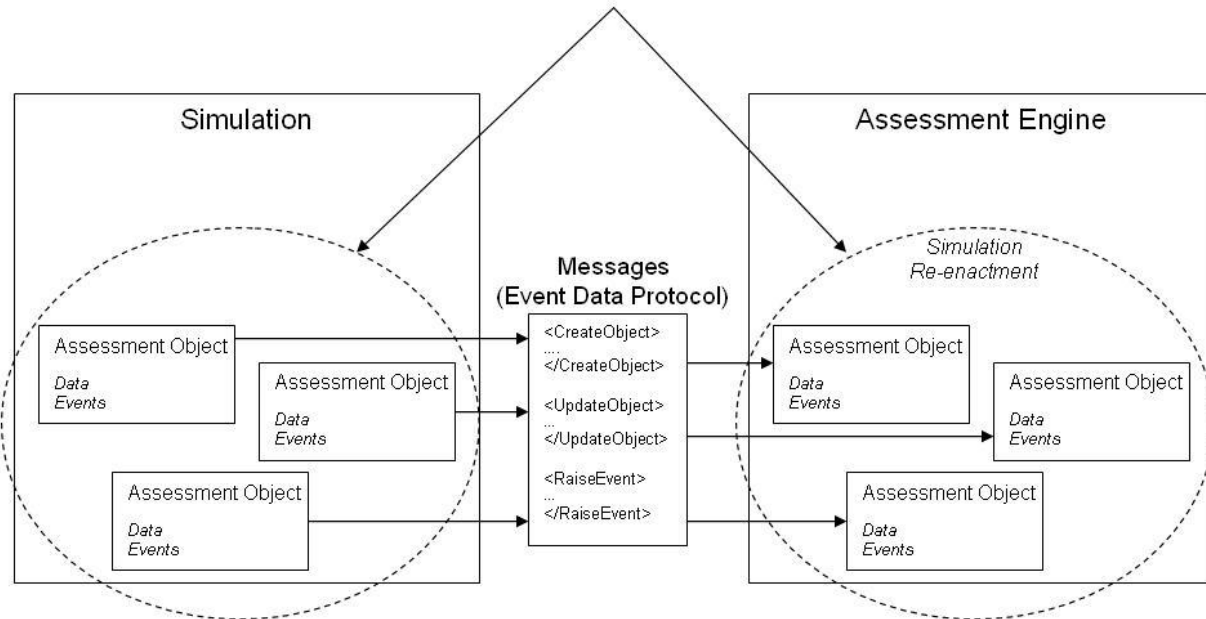 Simulation
Assessment Engine
Simulation
Re-enactment
Messages
(Event Data Protocol)
Assessment Object
Data
Events
Assessment Object
Data
Events
Assessment Object
Data
Events
<CreateObject>
....
</CreateObject>
<UpdateObject>
...
</UpdateObject>
<RaiseEvent>
...
</RaiseEvent>
Assessment Object
Data
Events
Assessment Object
Data
Events
Assessment Object
Data
Events